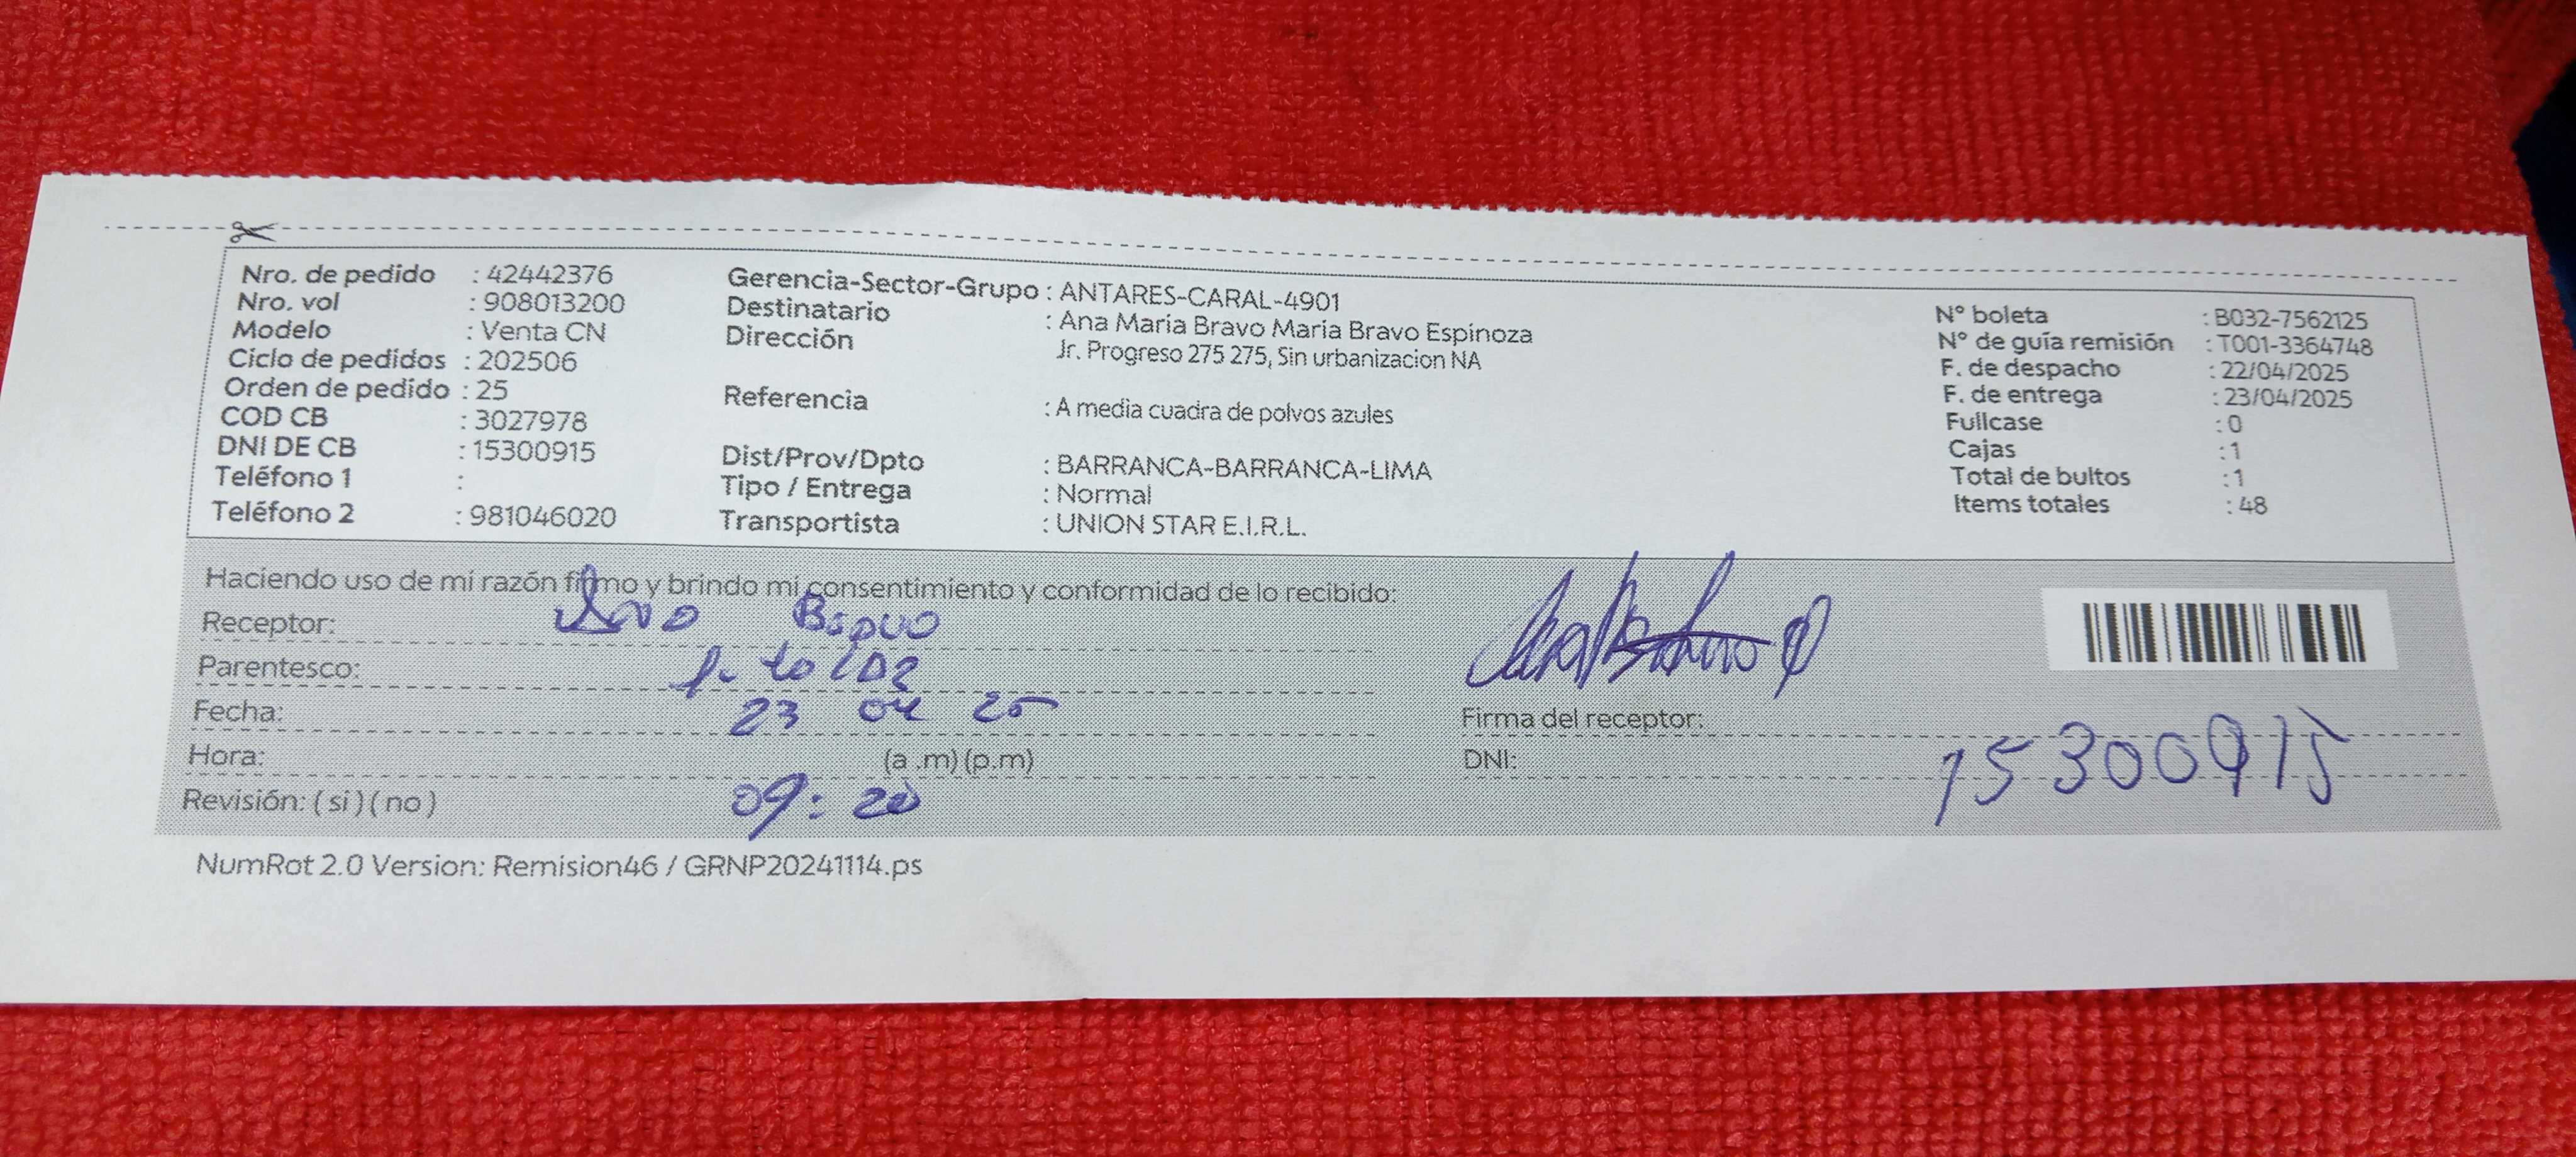 Nro. de pedido : 42442376
Nro. vol : 908013200
Modelo : Venta CN
Ciclo de pedidos : 202506
Orden de pedido : 25
COD CB : 3027978
DNI DE CB : 15300915
Teléfono 1 :
Teléfono 2 : 981046020
Gerencia-Sector-Grupo : ANTARES-CARAL-4901
Destinatario : Ana Maria Bravo Maria Bravo Espinoza
Dirección Jr. Progreso 275 275, Sin urbanizacion NA
Referencia : A media cuadra de polvos azules
Dist/Prov/Dpto : BARRANCA-BARRANCA-LIMA
Tipo / Entrega : Normal
Transportista : UNION STAR E.I.R.L.
N° boleta : B032-7562125
N° de guía remisión : T001-3364748
F. de despacho : 22/04/2025
F. de entrega : 23/04/2025
Fullcase : 0
Cajas : 1
Total de bultos : 1
Items totales : 48
Haciendo uso de mi razón firmo y brindo mi consentimiento y conformidad de lo recibido:
Receptor:
Parentesco:
Fecha: 23 04 25
Hora: (a .m) (p.m)
Revisión: ( si ) ( no ) 09: 20
Firma del receptor:
DNI: 15300915
NumRot 2.0 Version: Remision46 / GRNP20241114.ps